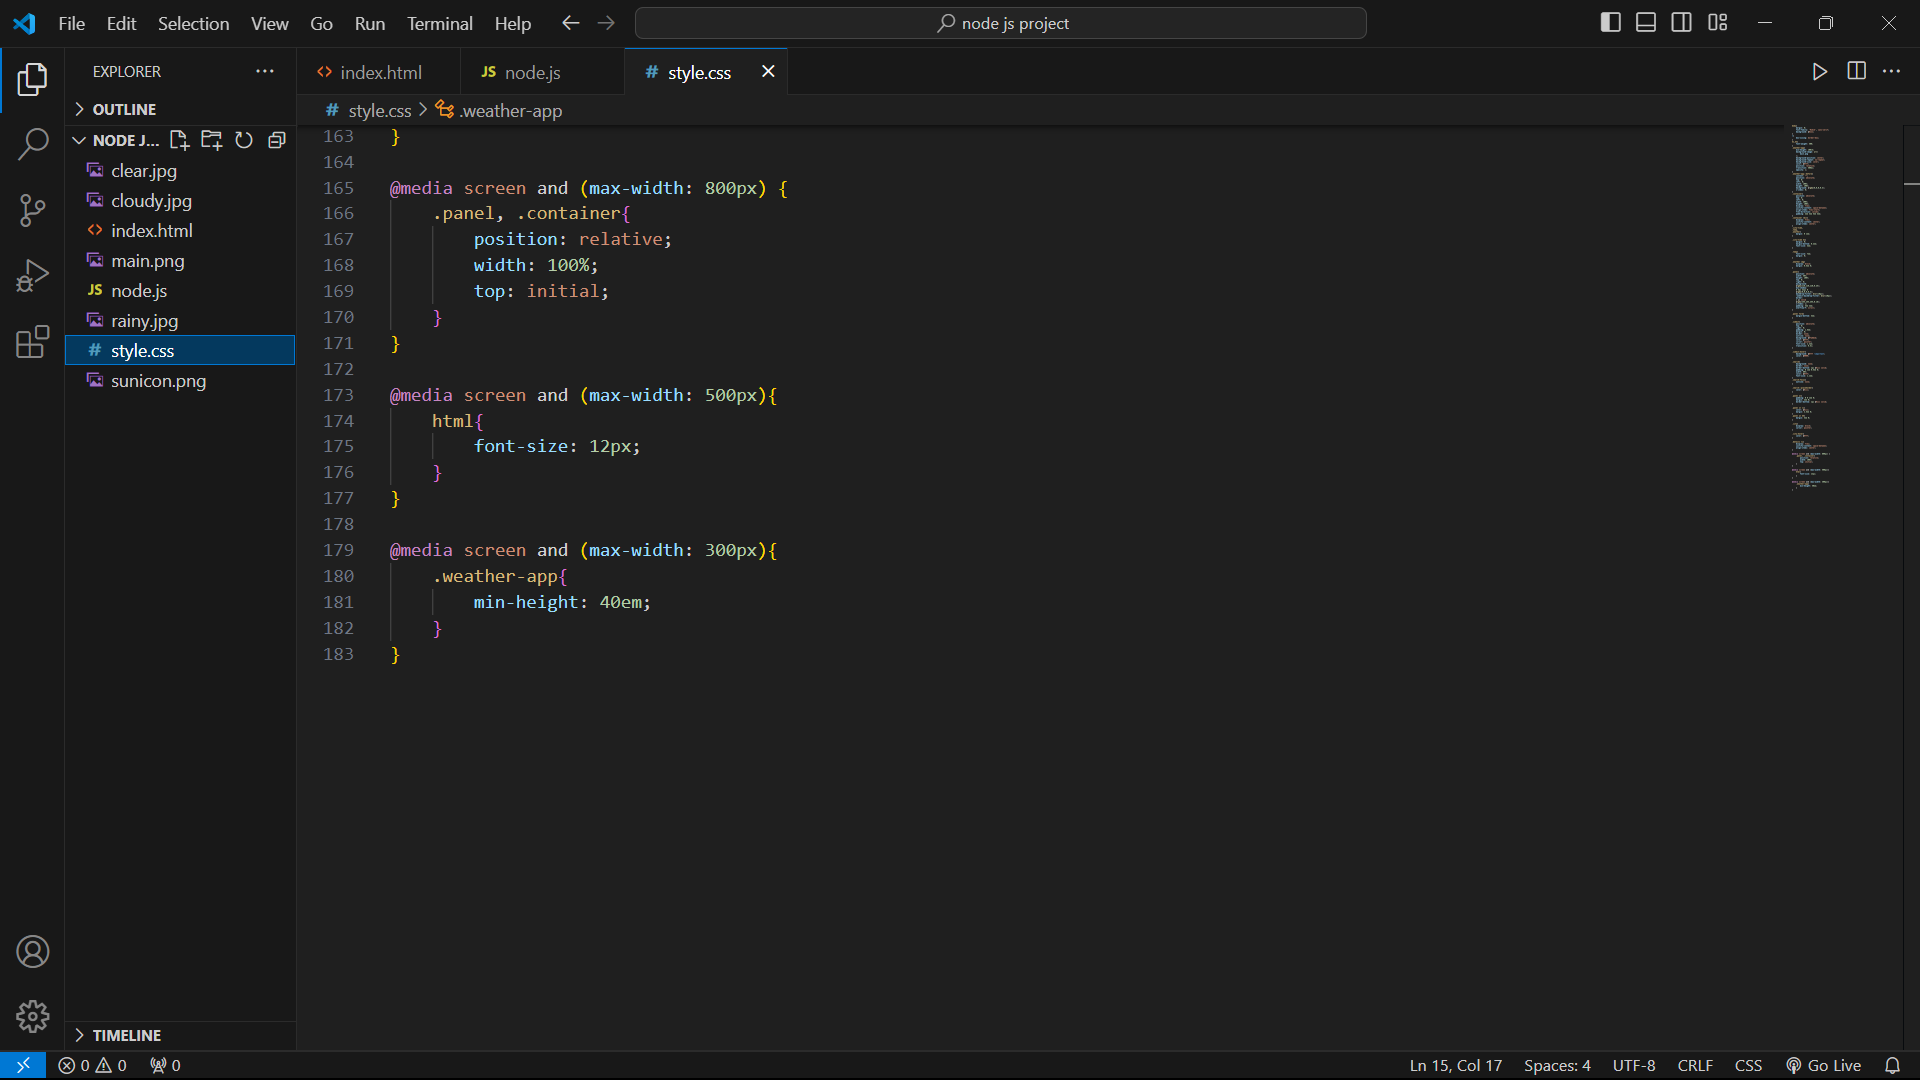 File Edit Selection View Go Run Terminal Help
node js project
EXPLORER
OUTLINE
NODE J...
clear.jpg
cloudy.jpg
index.html
main.png
JS node.js
rainy.jpg
# style.css
sunicon.png
TIMELINE
<> index.html
JS node.js
# style.css
# style.css > .weather-app
163 }
164
165 @media screen and (max-width: 800px) {
166 .panel, .container{
167 position: relative;
168 width: 100%;
169 top: initial;
170 }
171 }
172
173 @media screen and (max-width: 500px){
174 html{
175 font-size: 12px;
176 }
177 }
178
179 @media screen and (max-width: 300px){
180 .weather-app{
181 min-height: 40em;
182 }
183 }
0 0 0
Ln 15, Col 17 Spaces: 4 UTF-8 CRLF CSS Go Live